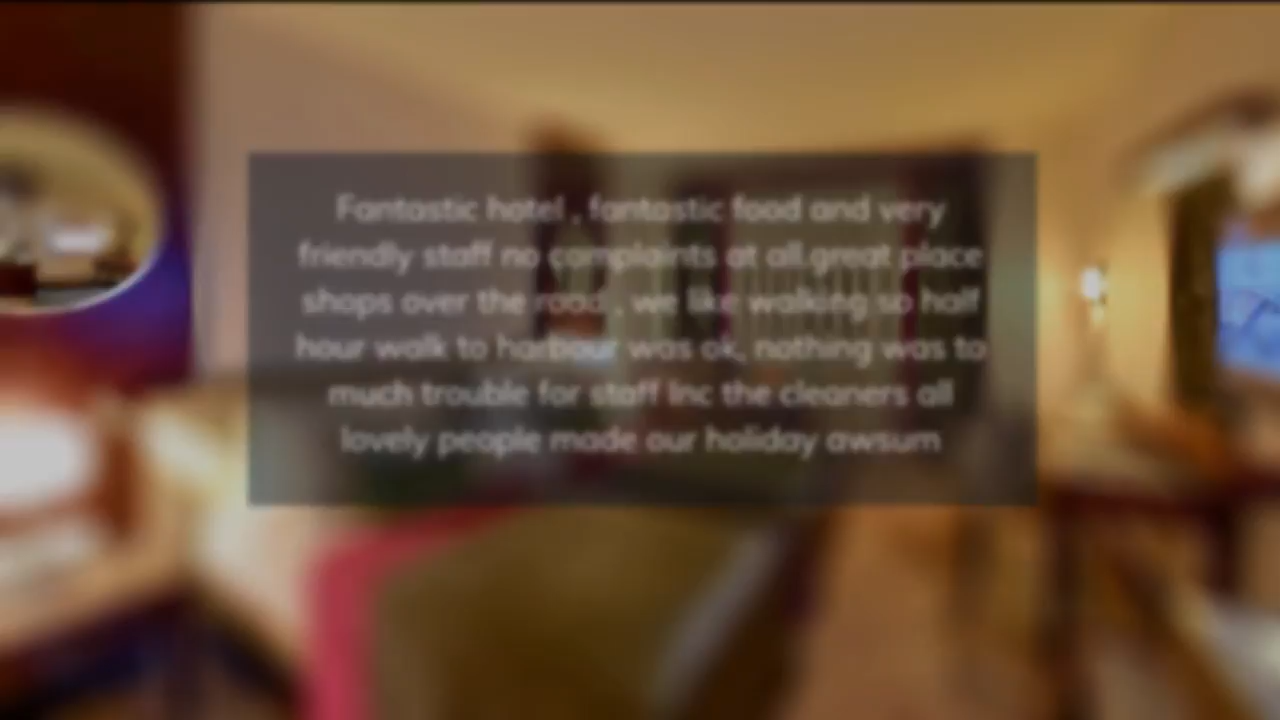 Fantastic hotel , fantastic food and very
friendly staff no complaints at all.great place
shops over the road , we like walking so half
hour walk to harbour was ok, nothing was to
much trouble for staff inc the cleaners all
lovely people made our holiday awsum